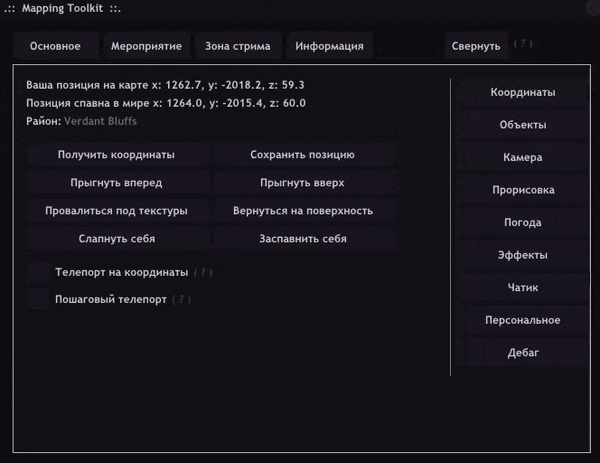 .:: Mapping Toolkit ::.
Основное Мероприятие Зона стрима Информация Свернуть ( ? )
Ваша позиция на карте x: 1262.7, y: -2018.2, z: 59.3
Позиция спавна в мире x: 1264.0, y: -2015.4, z: 60.0
Район: Verdant Bluffs
Получить координаты Сохранить позицию
Прыгнуть вперед Прыгнуть вверх
Провалиться под текстуры Вернуться на поверхность
Слапнуть себя Заспавнить себя
Телепорт на координаты ( ? )
Пошаговый телепорт ( ? )
Координаты
Объекты
Камера
Прорисовка
Погода
Эффекты
Чатик
Персональное
Дебаг